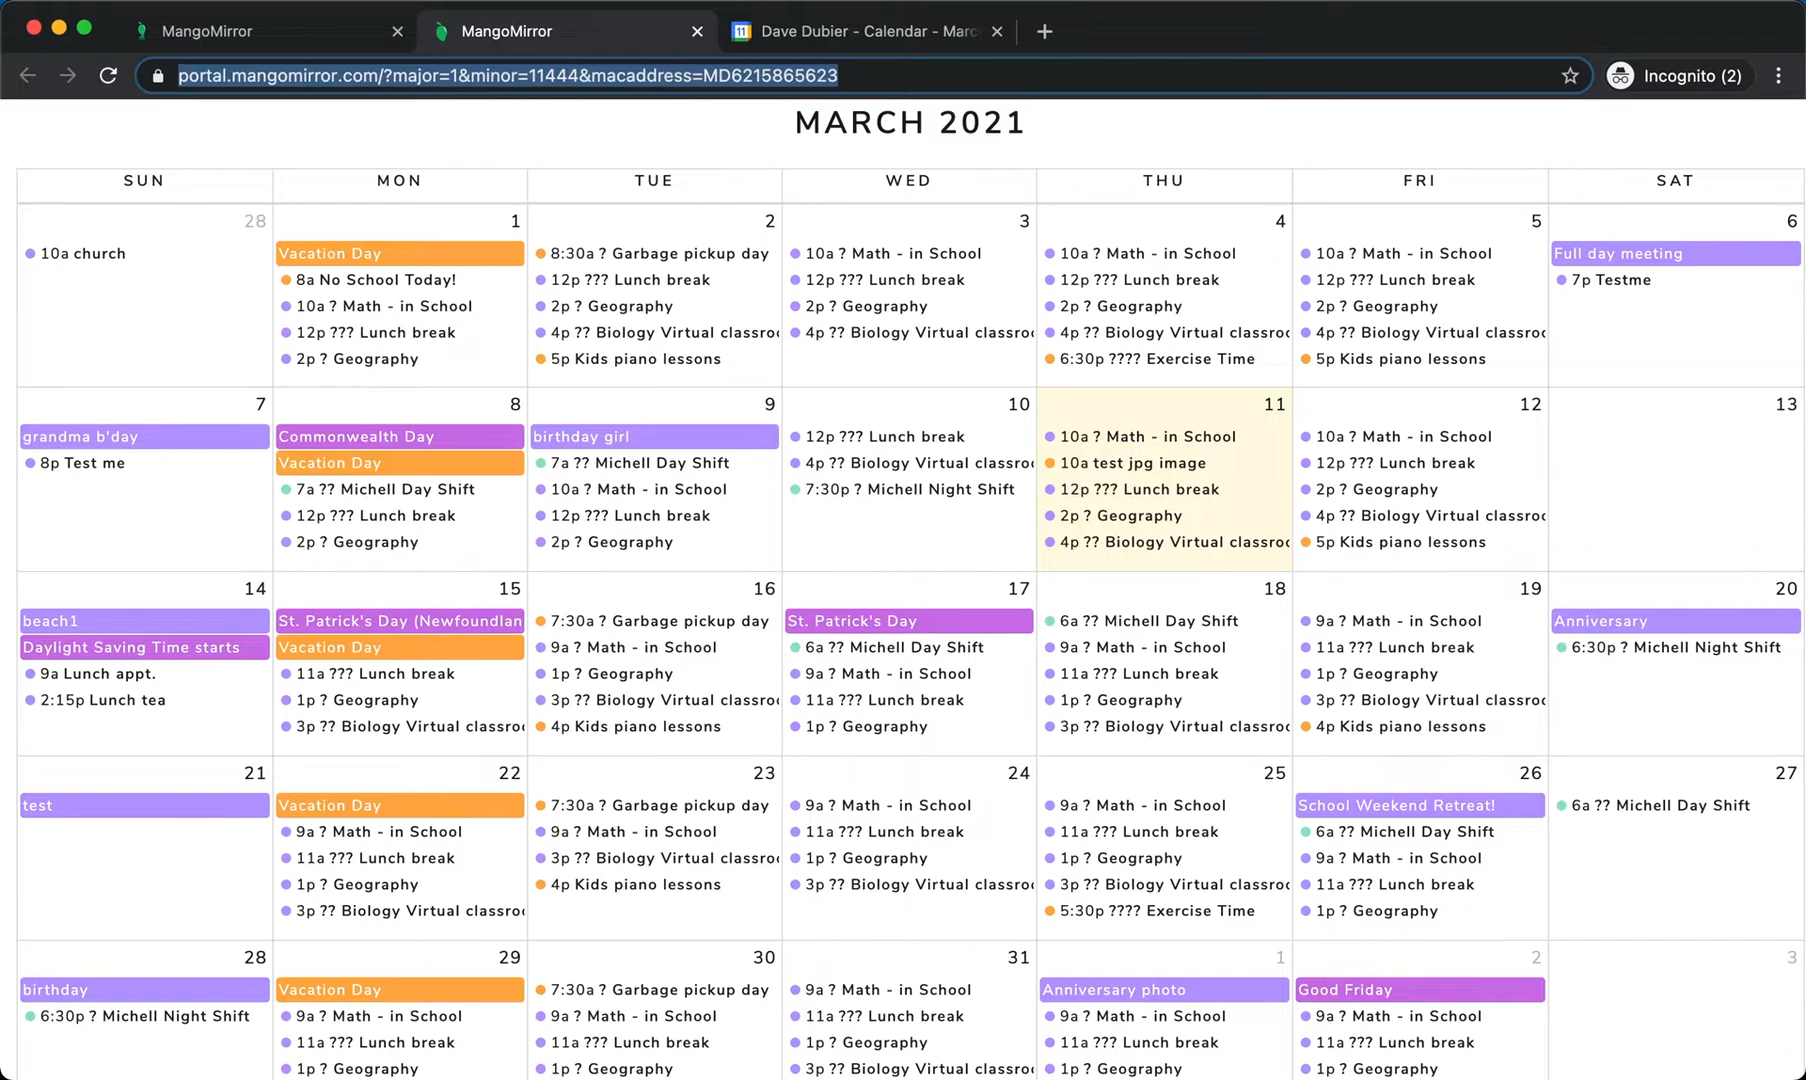 MangoMirror
MangoMirror
11 Dave Dubier - Calendar - Marc
portal.mangomirror.com/?major=1&minor=11444&macaddress=MD6215865623
Incognito (2)
MARCH 2021
SUN MON TUE WED THU FRI SAT
28
10a church
1
Vacation Day
8a No School Today!
10a ? Math - in School
12p ??? Lunch break
2p ? Geography
2
8:30a ? Garbage pickup day
12p ??? Lunch break
2p ? Geography
4p ?? Biology Virtual classroo
5p Kids piano lessons
3
10a ? Math - in School
12p ??? Lunch break
2p ? Geography
4p ?? Biology Virtual classroo
4
10a ? Math - in School
12p ??? Lunch break
2p ? Geography
4p ?? Biology Virtual classroo
6:30p ???? Exercise Time
5
10a ? Math - in School
12p ??? Lunch break
2p ? Geography
4p ?? Biology Virtual classroo
5p Kids piano lessons
6
Full day meeting
7p Testme
7
grandma b'day
8p Test me
8
Commonwealth Day
Vacation Day
7a ?? Michell Day Shift
12p ??? Lunch break
2p ? Geography
9
birthday girl
7a ?? Michell Day Shift
10a ? Math - in School
12p ??? Lunch break
2p ? Geography
10
12p ??? Lunch break
4p ?? Biology Virtual classroo
7:30p ? Michell Night Shift
11
10a ? Math - in School
10a test jpg image
12p ??? Lunch break
2p ? Geography
4p ?? Biology Virtual classroo
12
10a ? Math - in School
12p ??? Lunch break
2p ? Geography
4p ?? Biology Virtual classroo
5p Kids piano lessons
13
14
beach1
Daylight Saving Time starts
9a Lunch appt.
2:15p Lunch tea
15
St. Patrick's Day (Newfoundlan
Vacation Day
11a ??? Lunch break
1p ? Geography
3p ?? Biology Virtual classroo
16
7:30a ? Garbage pickup day
9a ? Math - in School
1p ? Geography
3p ?? Biology Virtual classroo
4p Kids piano lessons
17
St. Patrick's Day
6a ?? Michell Day Shift
9a ? Math - in School
11a ??? Lunch break
1p ? Geography
18
6a ?? Michell Day Shift
9a ? Math - in School
11a ??? Lunch break
1p ? Geography
3p ?? Biology Virtual classroo
19
9a ? Math - in School
11a ??? Lunch break
1p ? Geography
3p ?? Biology Virtual classroo
4p Kids piano lessons
20
Anniversary
6:30p ? Michell Night Shift
21
test
22
Vacation Day
9a ? Math - in School
11a ??? Lunch break
1p ? Geography
3p ?? Biology Virtual classroo
23
7:30a ? Garbage pickup day
9a ? Math - in School
3p ?? Biology Virtual classroo
4p Kids piano lessons
24
9a ? Math - in School
11a ??? Lunch break
1p ? Geography
3p ?? Biology Virtual classroo
25
9a ? Math - in School
11a ??? Lunch break
1p ? Geography
3p ?? Biology Virtual classroo
5:30p ???? Exercise Time
26
School Weekend Retreat!
6a ?? Michell Day Shift
9a ? Math - in School
11a ??? Lunch break
1p ? Geography
27
6a ?? Michell Day Shift
28
birthday
6:30p ? Michell Night Shift
29
Vacation Day
9a ? Math - in School
11a ??? Lunch break
1p ? Geography
30
7:30a ? Garbage pickup day
9a ? Math - in School
11a ??? Lunch break
1p ? Geography
31
9a ? Math - in School
11a ??? Lunch break
1p ? Geography
3p ?? Biology Virtual classroo
1
Anniversary photo
9a ? Math - in School
11a ??? Lunch break
1p ? Geography
2
Good Friday
9a ? Math - in School
11a ??? Lunch break
1p ? Geography
3